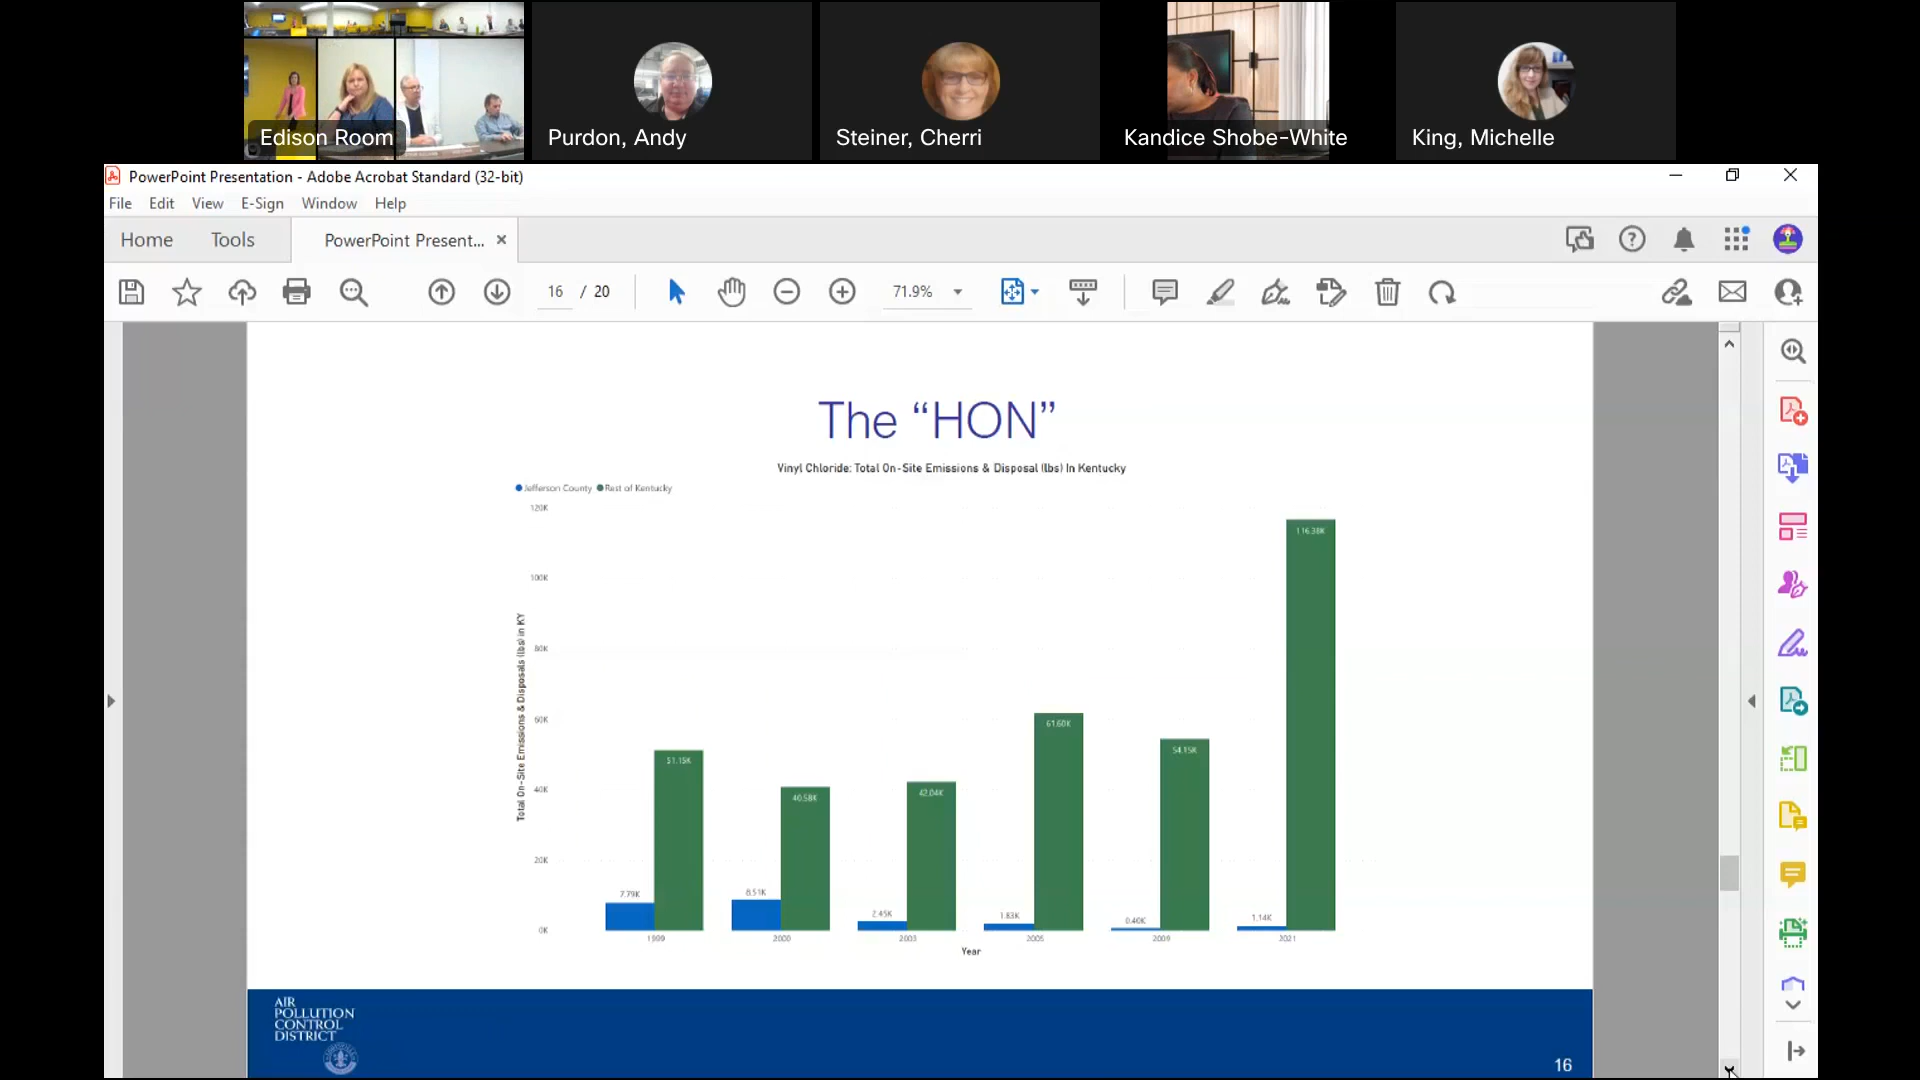 Edison Room
Purdon, Andy
Steiner, Cherri
Kandice Shobe-White
King, Michelle
PowerPoint Presentation - Adobe Acrobat Standard (32-bit)
File Edit View E-Sign Window Help
Home Tools PowerPoint Present...
16 / 20 71.9%
The “HON”
Vinyl Chloride: Total On-Site Emissions & Disposal (lbs) In Kentucky
Jefferson County Rest of Kentucky
Total On-Site Emissions & Disposals (lbs) in KY
120K
100K
80K
60K
40K
20K
0K
7.79K
51.15K
8.51K
40.58K
2.45K
42.04K
1.83K
61.60K
0.40K
54.15K
1.14K
116.38K
1999 2000 2003 2005 2009 2021
Year
AIR
POLLUTION
CONTROL
DISTRICT
16